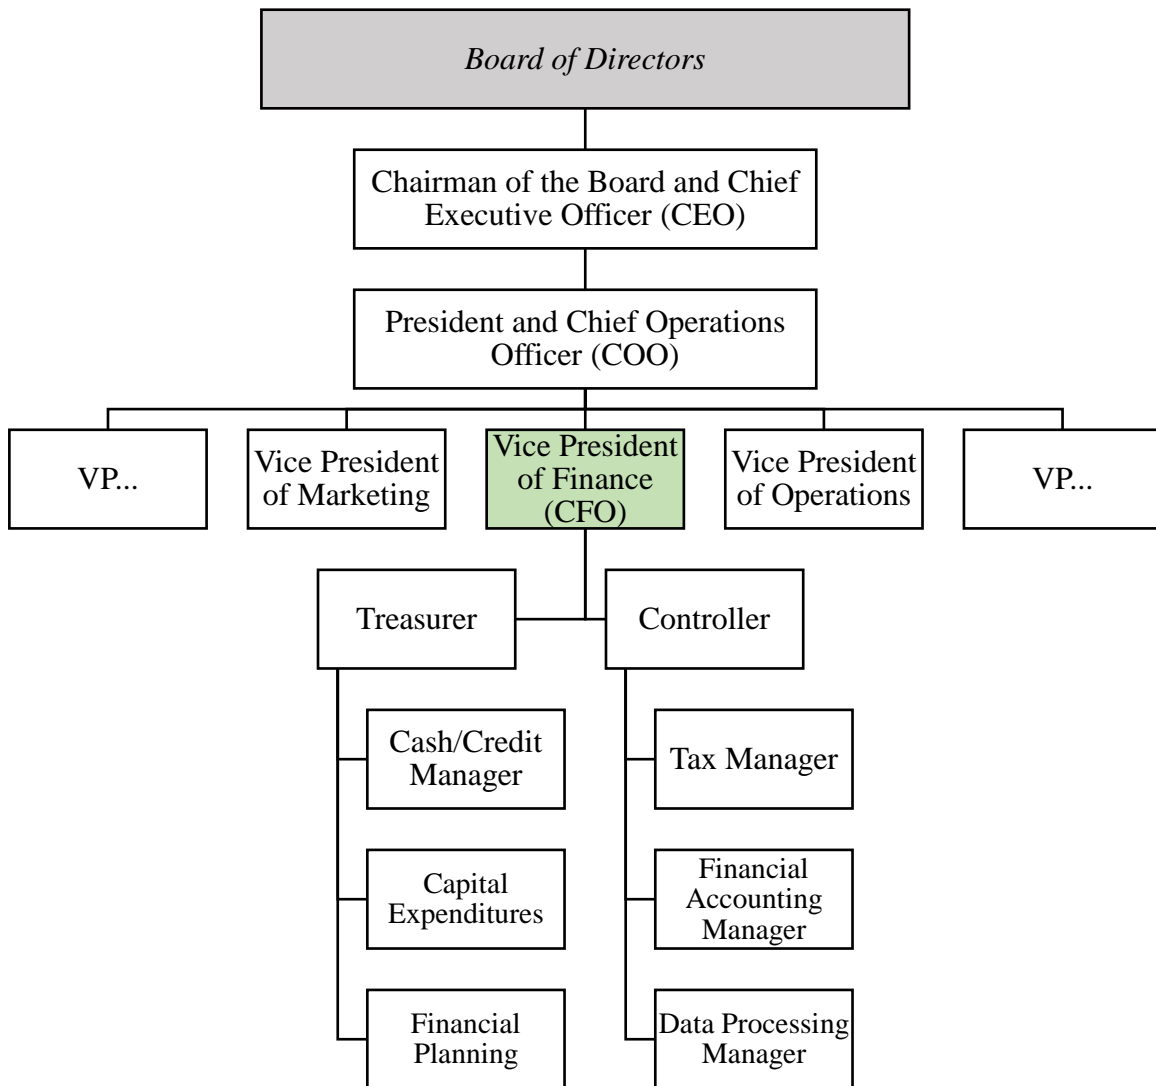 Board of Directors
Chairman of the Board and Chief
Executive Officer (CEO)
President and Chief Operations
Officer (COO)
VP...
Vice President
of Marketing
Vice President
of Finance
(CFO)
Vice President
of Operations
VP...
Treasurer
Controller
Cash/Credit
Manager
Tax Manager
Capital
Expenditures
Financial
Accounting
Manager
Financial
Planning
Data Processing
Manager